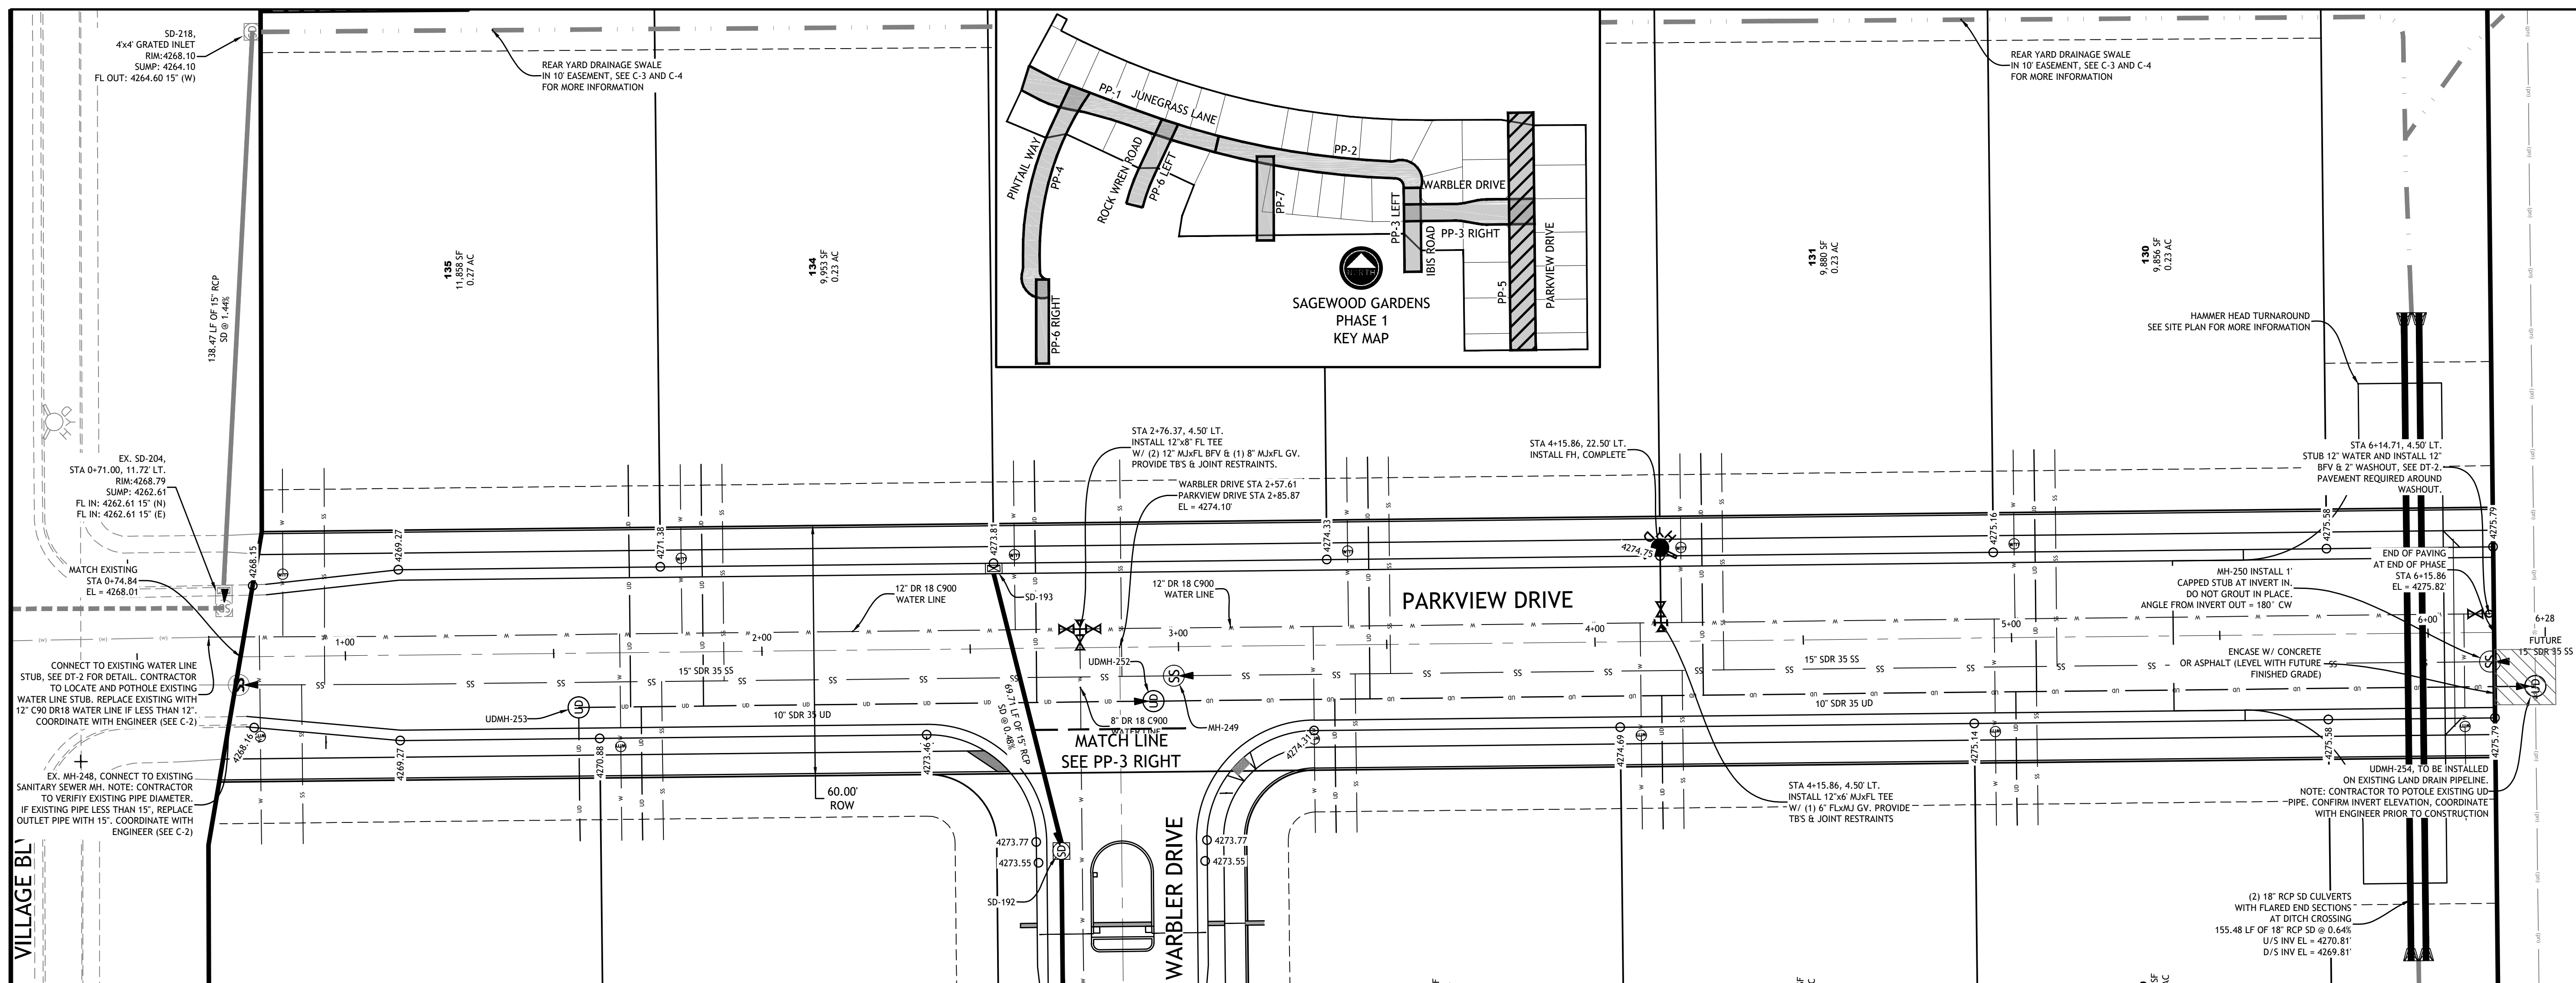 SD-218,
4'x4' GRATED INLET
RIM:4268.10
SUMP: 4264.10
FL OUT: 4264.60 15" (W)
REAR YARD DRAINAGE SWALE
IN 10' EASEMENT, SEE C-3 AND C-4
FOR MORE INFORMATION
138.47 LF OF 15" RCP
SD @ 1.44%
135
11,858 SF
0.27 AC
134
9,953 SF
0.23 AC
PP-1
JUNEGRASS LANE
PINTAIL WAY
PP-4
ROCK WREN ROAD
PP-6 LEFT
PP-2
PP-7
WARBLER DRIVE
PP-3 LEFT
PP-3 RIGHT
IBIS ROAD
PP-5
PARKVIEW DRIVE
PP-6 RIGHT
NORTH
SAGEWOOD GARDENS
PHASE 1
KEY MAP
REAR YARD DRAINAGE SWALE
IN 10' EASEMENT, SEE C-3 AND C-4
FOR MORE INFORMATION
131
9,880 SF
0.23 AC
130
9,856 SF
0.23 AC
HAMMER HEAD TURNAROUND
SEE SITE PLAN FOR MORE INFORMATION
EX. SD-204,
STA 0+71.00, 11.72' LT.
RIM:4268.79
SUMP: 4262.61
FL IN: 4262.61 15" (N)
FL IN: 4262.61 15" (E)
MATCH EXISTING
STA 0+74.84
EL = 4268.01
STA 2+76.37, 4.50' LT.
INSTALL 12"x8" FL TEE
W/ (2) 12" MJxFL BFV & (1) 8" MJxFL GV.
PROVIDE TB'S & JOINT RESTRAINTS.
WARBLER DRIVE STA 2+57.61
PARKVIEW DRIVE STA 2+85.87
EL = 4274.10'
STA 4+15.86, 22.50' LT.
INSTALL FH, COMPLETE
STA 6+14.71, 4.50' LT.
STUB 12" WATER AND INSTALL 12"
BFV & 2" WASHOUT, SEE DT-2.
PAVEMENT REQUIRED AROUND
WASHOUT.
4268.15
4269.27
4271.38
4273.81
4274.33
4274.75
4275.16
4275.58
4275.79
END OF PAVING
AT END OF PHASE
STA 6+15.86
EL = 4275.82'
MH-250 INSTALL 1'
CAPPED STUB AT INVERT IN.
DO NOT GROUT IN PLACE.
ANGLE FROM INVERT OUT = 180° CW
12" DR 18 C900
WATER LINE
SD-193
12" DR 18 C900
WATER LINE
PARKVIEW DRIVE
1+00
2+00
3+00
4+00
5+00
6+00
6+28
FUTURE
15" SDR 35 SS
CONNECT TO EXISTING WATER LINE
STUB, SEE DT-2 FOR DETAIL. CONTRACTOR
TO LOCATE AND POTHOLE EXISTING
WATER LINE STUB. REPLACE EXISTING WITH
12" C90 DR18 WATER LINE IF LESS THAN 12".
COORDINATE WITH ENGINEER (SEE C-2)
15" SDR 35 SS
UDMH-252
15" SDR 35 SS
ENCASE W/ CONCRETE
OR ASPHALT (LEVEL WITH FUTURE
FINISHED GRADE)
SS
UD
UDMH-253
10" SDR 35 UD
69.71 LF OF 15" RCP
SD @ 0.48%
8" DR 18 C900
WATER LINE
MH-249
10" SDR 35 UD
MATCH LINE
SEE PP-3 RIGHT
4268.16
4269.27
4270.88
4273.46
4274.31
4274.69
4275.14
4275.58
4275.79
EX. MH-248, CONNECT TO EXISTING
SANITARY SEWER MH. NOTE: CONTRACTOR
TO VERIFIY EXISTING PIPE DIAMETER.
IF EXISTING PIPE LESS THAN 15", REPLACE
OUTLET PIPE WITH 15". COORDINATE WITH
ENGINEER (SEE C-2)
60.00'
ROW
STA 4+15.86, 4.50' LT.
INSTALL 12"x6' MJxFL TEE
W/ (1) 6" FLxMJ GV. PROVIDE
TB'S & JOINT RESTRAINTS
UDMH-254, TO BE INSTALLED
ON EXISTING LAND DRAIN PIPELINE.
NOTE: CONTRACTOR TO POTOLE EXISTING UD
PIPE. CONFIRM INVERT ELEVATION, COORDINATE
WITH ENGINEER PRIOR TO CONSTRUCTION
4273.77
4273.55
4273.77
4273.55
SD
SD-192
VILLAGE BL
WARBLER DRIVE
(2) 18" RCP SD CULVERTS
WITH FLARED END SECTIONS
AT DITCH CROSSING
155.48 LF OF 18" RCP SD @ 0.64%
U/S INV EL = 4270.81'
D/S INV EL = 4269.81'